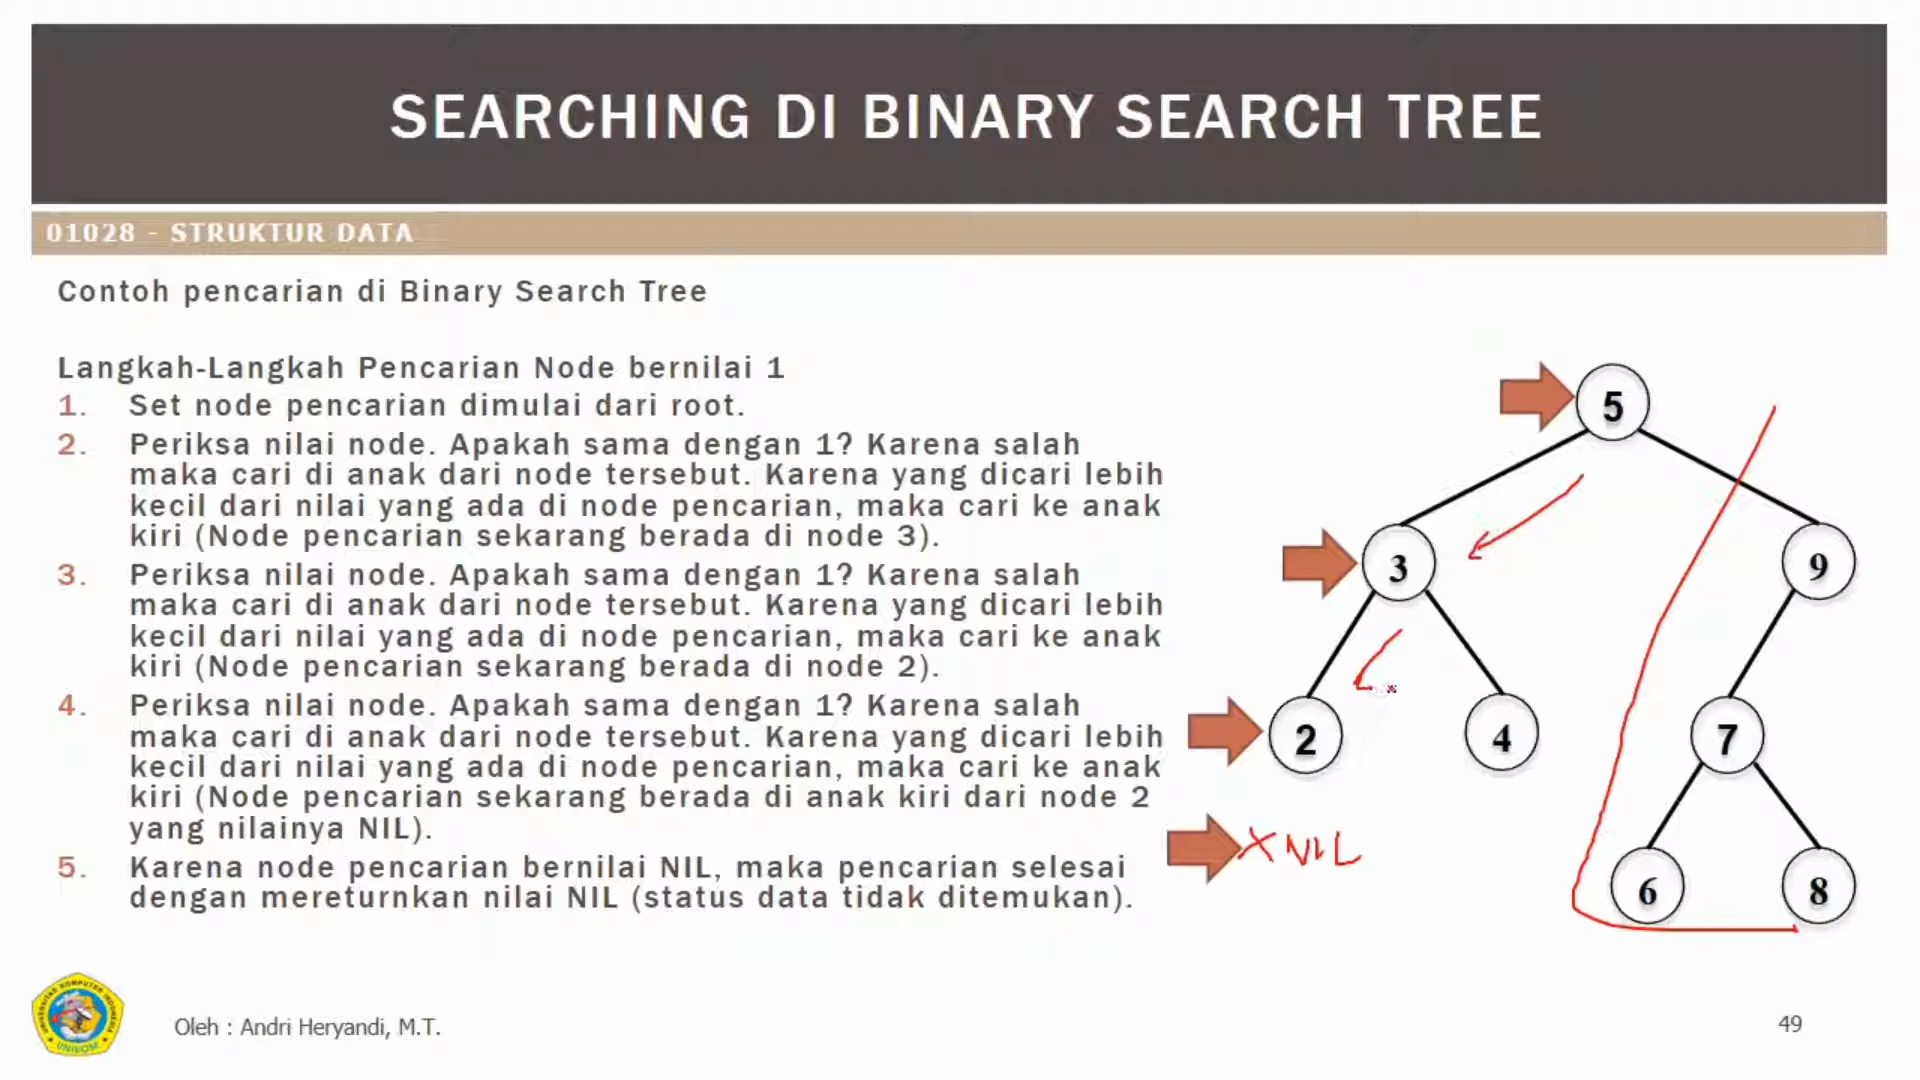 SEARCHING DI BINARY SEARCH TREE
01028 - STRUKTUR DATA
Contoh pencarian di Binary Search Tree
Langkah-Langkah Pencarian Node bernilai 1
1. Set node pencarian dimulai dari root.
2. Periksa nilai node. Apakah sama dengan 1? Karena salah
maka cari di anak dari node tersebut. Karena yang dicari lebih
kecil dari nilai yang ada di node pencarian, maka cari ke anak
kiri (Node pencarian sekarang berada di node 3).
3. Periksa nilai node. Apakah sama dengan 1? Karena salah
maka cari di anak dari node tersebut. Karena yang dicari lebih
kecil dari nilai yang ada di node pencarian, maka cari ke anak
kiri (Node pencarian sekarang berada di node 2).
4. Periksa nilai node. Apakah sama dengan 1? Karena salah
maka cari di anak dari node tersebut. Karena yang dicari lebih
kecil dari nilai yang ada di node pencarian, maka cari ke anak
kiri (Node pencarian sekarang berada di anak kiri dari node 2
yang nilainya NIL).
5. Karena node pencarian bernilai NIL, maka pencarian selesai
dengan mereturnkan nilai NIL (status data tidak ditemukan).
5
3 9
2 4 7
X NIL
6 8
UNIVERSITAS KOMPUTER INDONESIA
UNIKOM
Oleh : Andri Heryandi, M.T.
49